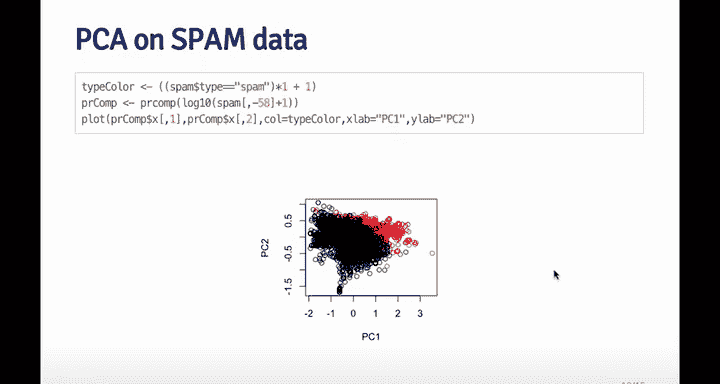 PCA on SPAM data
typeColor <- ((spam$type=="spam")*1 + 1)
prComp <- prcomp(log10(spam[,-58]+1))
plot(prComp$x[,1],prComp$x[,2],col=typeColor,xlab="PC1",ylab="PC2")
0.5
-0.5
-1.5
PC2
-2 -1 0 1 2 3
PC1